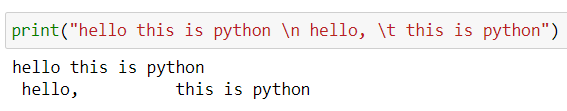 print("hello this is python \n hello, \t this is python")
hello this is python
 hello,         this is python